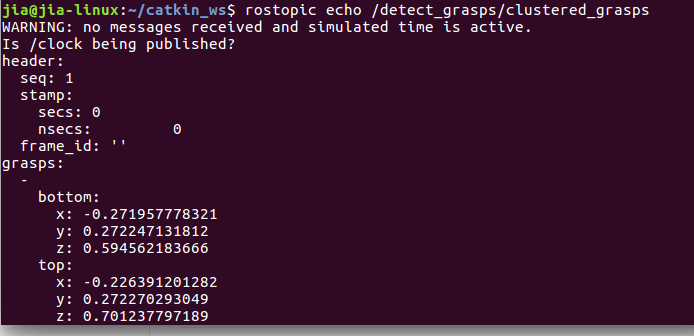 jia@jia-linux:~/catkin_ws$ rostopic echo /detect_grasps/clustered_grasps
WARNING: no messages received and simulated time is active.
Is /clock being published?
header:
  seq: 1
  stamp:
    secs: 0
    nsecs:         0
  frame_id: ''
grasps:
  -
    bottom:
      x: -0.271957778321
      y: 0.272247131812
      z: 0.594562183666
    top:
      x: -0.226391201282
      y: 0.272270293049
      z: 0.701237797189